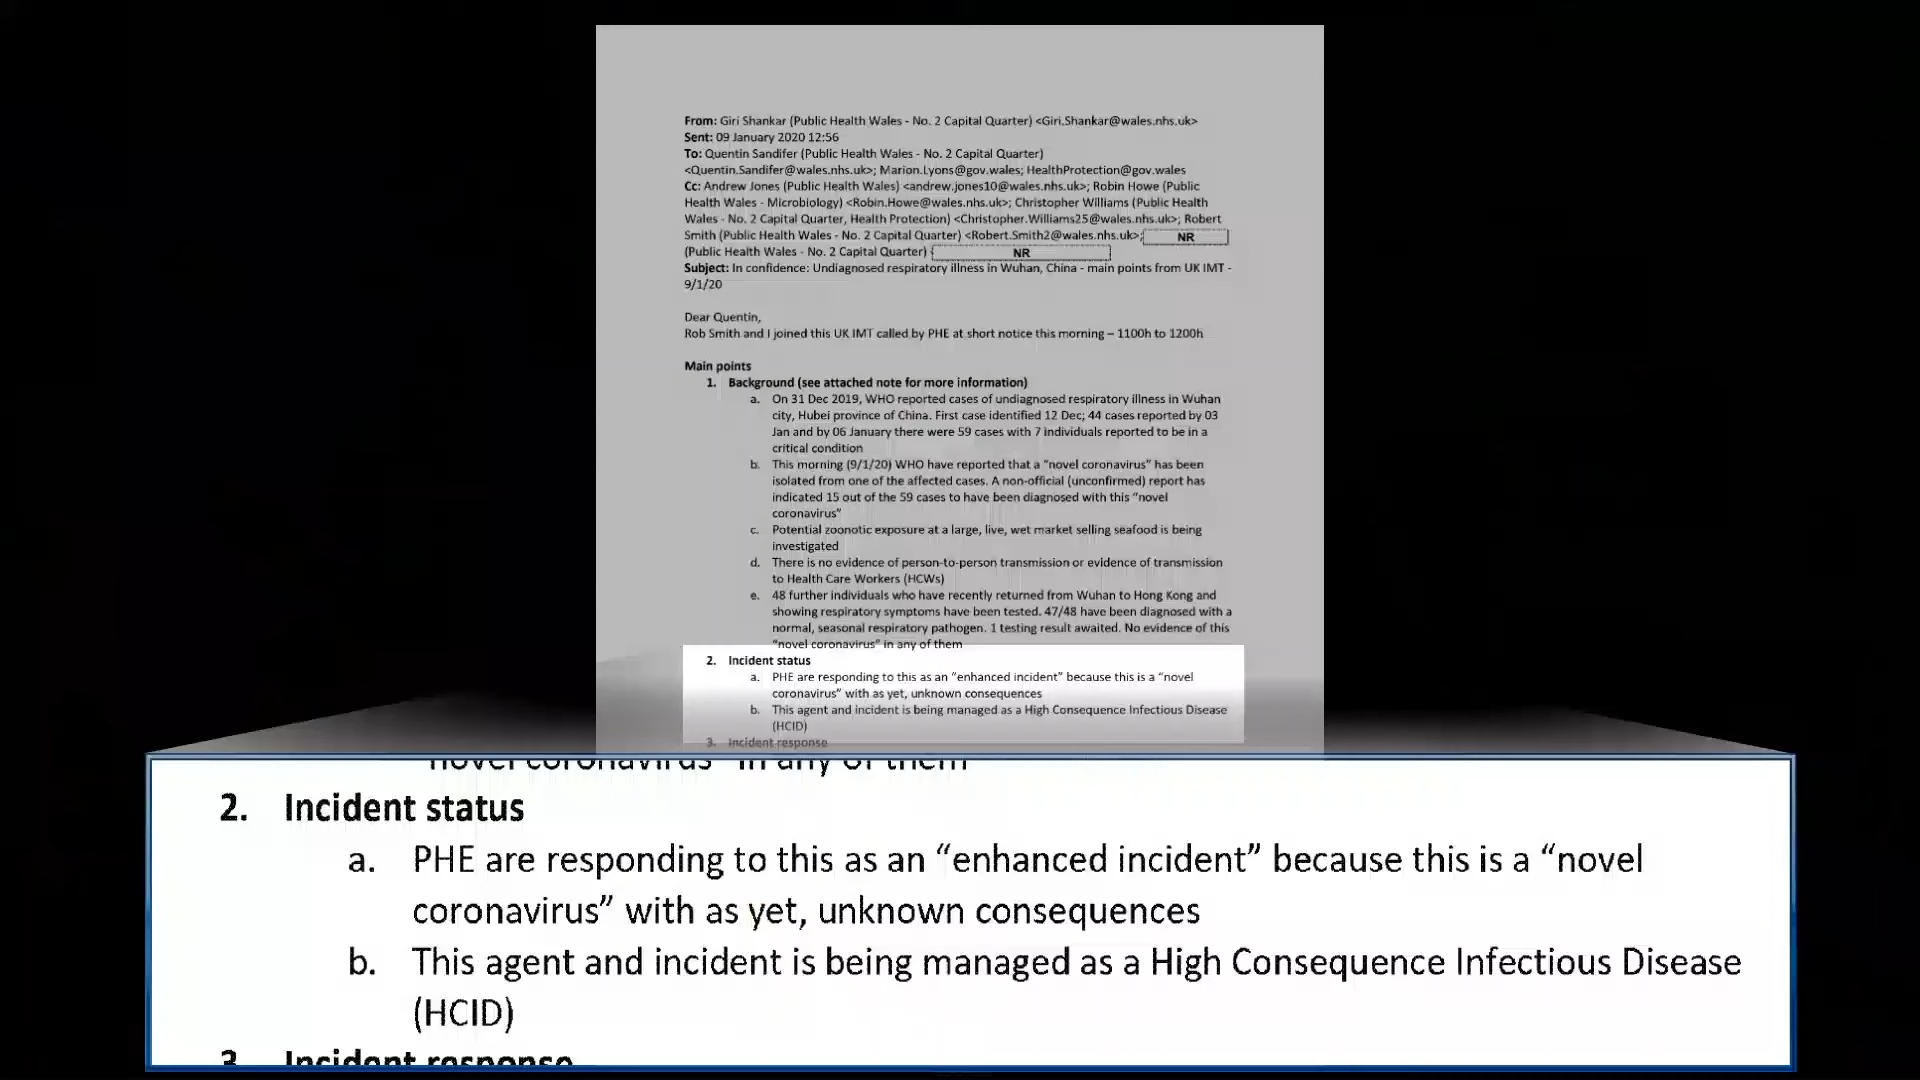 From: Giri Shankar (Public Health Wales - No. 2 Capital Quarter) <Giri.Shankar@wales.nhs.uk>
Sent: 09 January 2020 12:56
To: Quentin Sandifer (Public Health Wales - No. 2 Capital Quarter)
<Quentin.Sandifer@wales.nhs.uk>; Marion.Lyons@gov.wales; HealthProtection@gov.wales
Cc: Andrew Jones (Public Health Wales) <andrew.jones10@wales.nhs.uk>; Robin Howe (Public
Health Wales - Microbiology) <Robin.Howe@wales.nhs.uk>; Christopher Williams (Public Health
Wales - No. 2 Capital Quarter, Health Protection) <Christopher.Williams25@wales.nhs.uk>; Robert
Smith (Public Health Wales - No. 2 Capital Quarter) <Robert.Smith2@wales.nhs.uk>; NR
(Public Health Wales - No. 2 Capital Quarter) NR
Subject: In confidence: Undiagnosed respiratory illness in Wuhan, China - main points from UK IMT -
9/1/20
Dear Quentin,
Rob Smith and I joined this UK IMT called by PHE at short notice this morning – 1100h to 1200h
Main points
1. Background (see attached note for more information)
a. On 31 Dec 2019, WHO reported cases of undiagnosed respiratory illness in Wuhan
city, Hubei province of China. First case identified 12 Dec; 44 cases reported by 03
Jan and by 06 January there were 59 cases with 7 individuals reported to be in a
critical condition
b. This morning (9/1/20) WHO have reported that a “novel coronavirus” has been
isolated from one of the affected cases. A non-official (unconfirmed) report has
indicated 15 out of the 59 cases to have been diagnosed with this “novel
coronavirus”
c. Potential zoonotic exposure at a large, live, wet market selling seafood is being
investigated
d. There is no evidence of person-to-person transmission or evidence of transmission
to Health Care Workers (HCWs)
e. 48 further individuals who have recently returned from Wuhan to Hong Kong and
showing respiratory symptoms have been tested. 47/48 have been diagnosed with a
normal, seasonal respiratory pathogen. 1 testing result awaited. No evidence of this
“novel coronavirus” in any of them
2. Incident status
a. PHE are responding to this as an “enhanced incident” because this is a “novel
coronavirus” with as yet, unknown consequences
b. This agent and incident is being managed as a High Consequence Infectious Disease
(HCID)
3. Incident response
“novel coronavirus” in any of them
2. Incident status
a. PHE are responding to this as an “enhanced incident” because this is a “novel
coronavirus” with as yet, unknown consequences
b. This agent and incident is being managed as a High Consequence Infectious Disease
(HCID)
3. Incident response